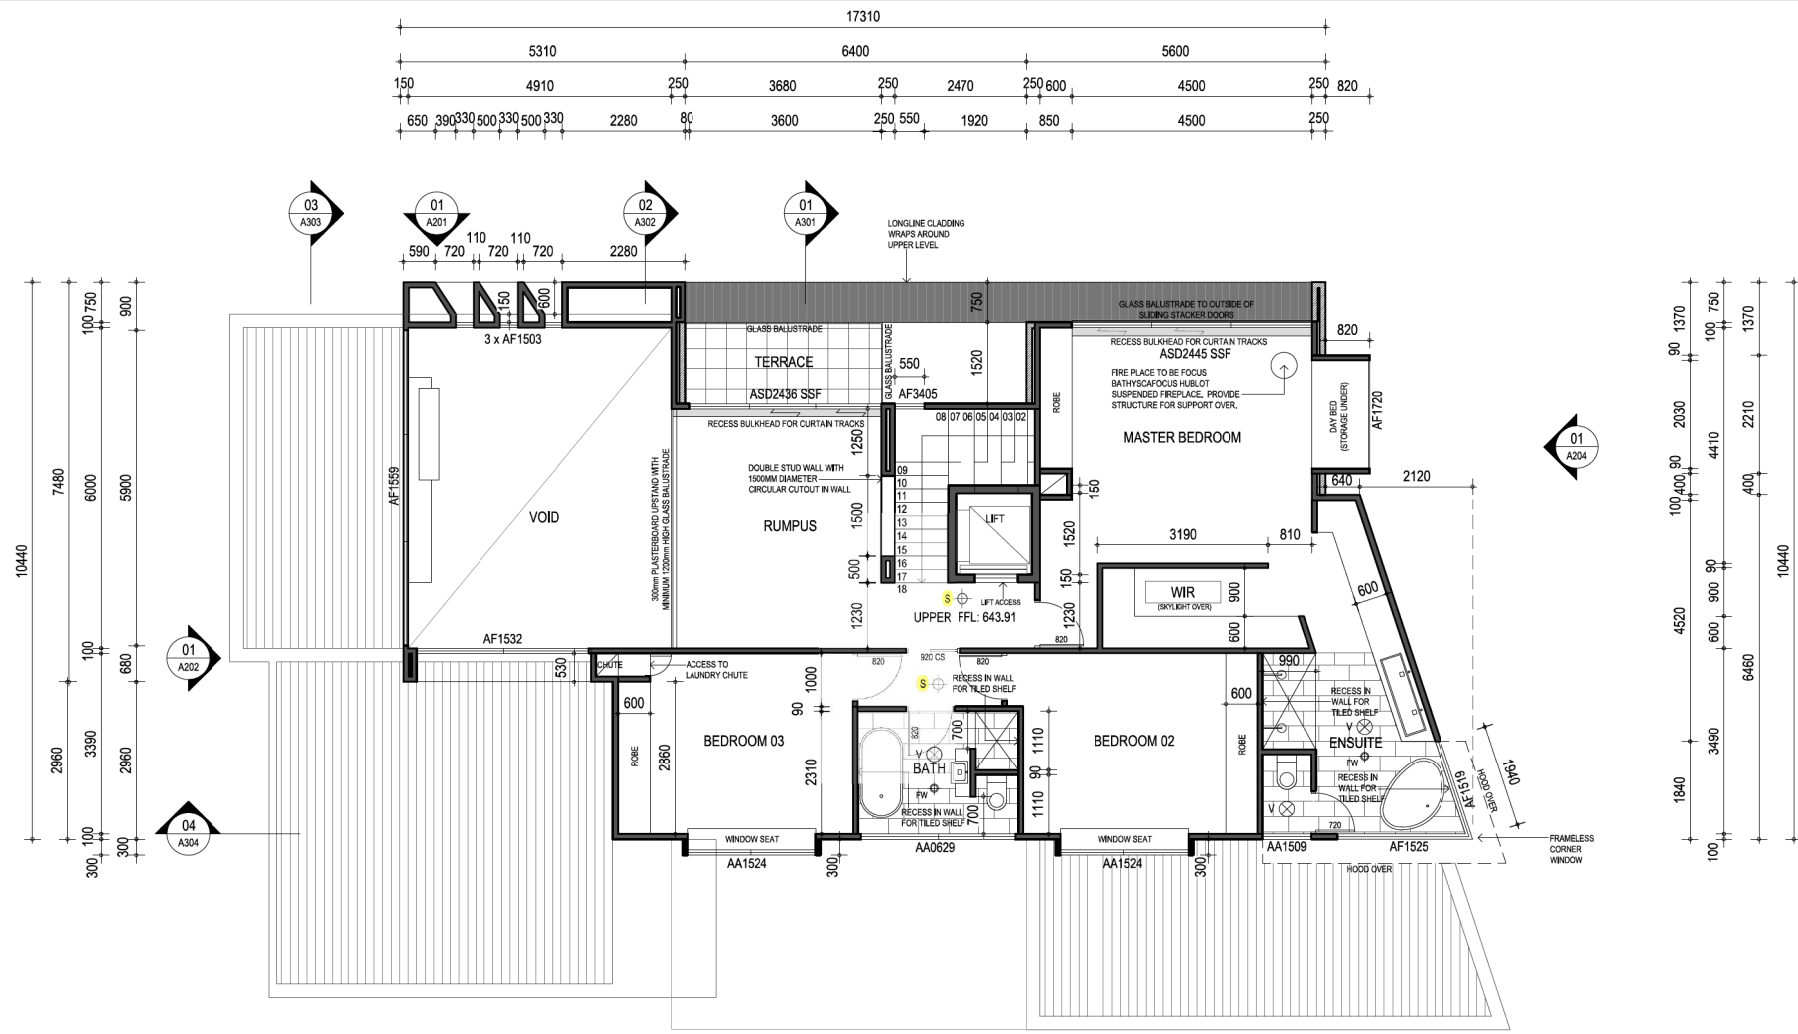 17310
5310 6400 5600
150 4910 250 3680 250 2470 250 600 4500 250 820
650 390 330 500 330 500 330 2280 80 3600 250 550 1920 850 4500 250
03
A303
01
A201
02
A302
01
A301
LONGLINE CLADDING
WRAPS AROUND
UPPER LEVEL
590 720 110 720 110 720 2280
10440
7480
2960
100 750
6000
100
3390
100
300
900
5900
680
2960
300
150
600
750
1520
GLASS BALUSTRADE TO OUTSIDE OF
SLIDING STACKER DOORS
3 x AF1503
GLASS BALUSTRADE
TERRACE
ASD2436 SSF
GLASS BALUSTRADE
550
AF3405
RECESS BULKHEAD FOR CURTAIN TRACKS
ASD2445 SSF
FIRE PLACE TO BE FOCUS
BATHYSCAFOCUS HUBLOT
SUSPENDED FIREPLACE. PROVIDE
STRUCTURE FOR SUPPORT OVER.
ROBE
MASTER BEDROOM
820
DAY BED
(STORAGE UNDER)
AF1720
640 2120
01
A204
1370
90
2030
90
400
100
4520
3490
1840
100
750
100
4410
90
900
600
1370
2210
400
6460
10440
RECESS BULKHEAD FOR CURTAIN TRACKS
1250
08 07 06 05 04 03 02
09
10
11
12
13
14
15
16
17
18
DOUBLE STUD WALL WITH
1500MM DIAMETER
CIRCULAR CUTOUT IN WALL
RUMPUS
1500
500
1230
LIFT
LIFT ACCESS
150
1520
150
1230
3190 810
AF1559
VOID
300mm PLASTERBOARD UPSTAND WITH
MINIMUM 1200mm HIGH GLASS BALUSTRADE
AF1532
WIR
(SKYLIGHT OVER)
900
600
600
S
UPPER FFL: 643.91
820
01
A202
530
CHUTE
ACCESS TO
LAUNDRY CHUTE
820
920 CS
820
S
RECESS IN WALL
FOR TILED SHELF
1000
90
2310
600
ROBE
2860
BEDROOM 03
820
700
V
BATH
FW
700
RECESS IN WALL
FOR TILED SHELF
1110
90
1110
BEDROOM 02
600
ROBE
990
RECESS IN
WALL FOR
TILED SHELF
V
ENSUITE
FW
RECESS IN
WALL FOR
TILED SHELF
V
720
AF1519
HOOD OVER
1940
04
A304
WINDOW SEAT
AA1524
300
AA0629
WINDOW SEAT
AA1524
300
AA1509
AF1525
HOOD OVER
FRAMELESS
CORNER
WINDOW